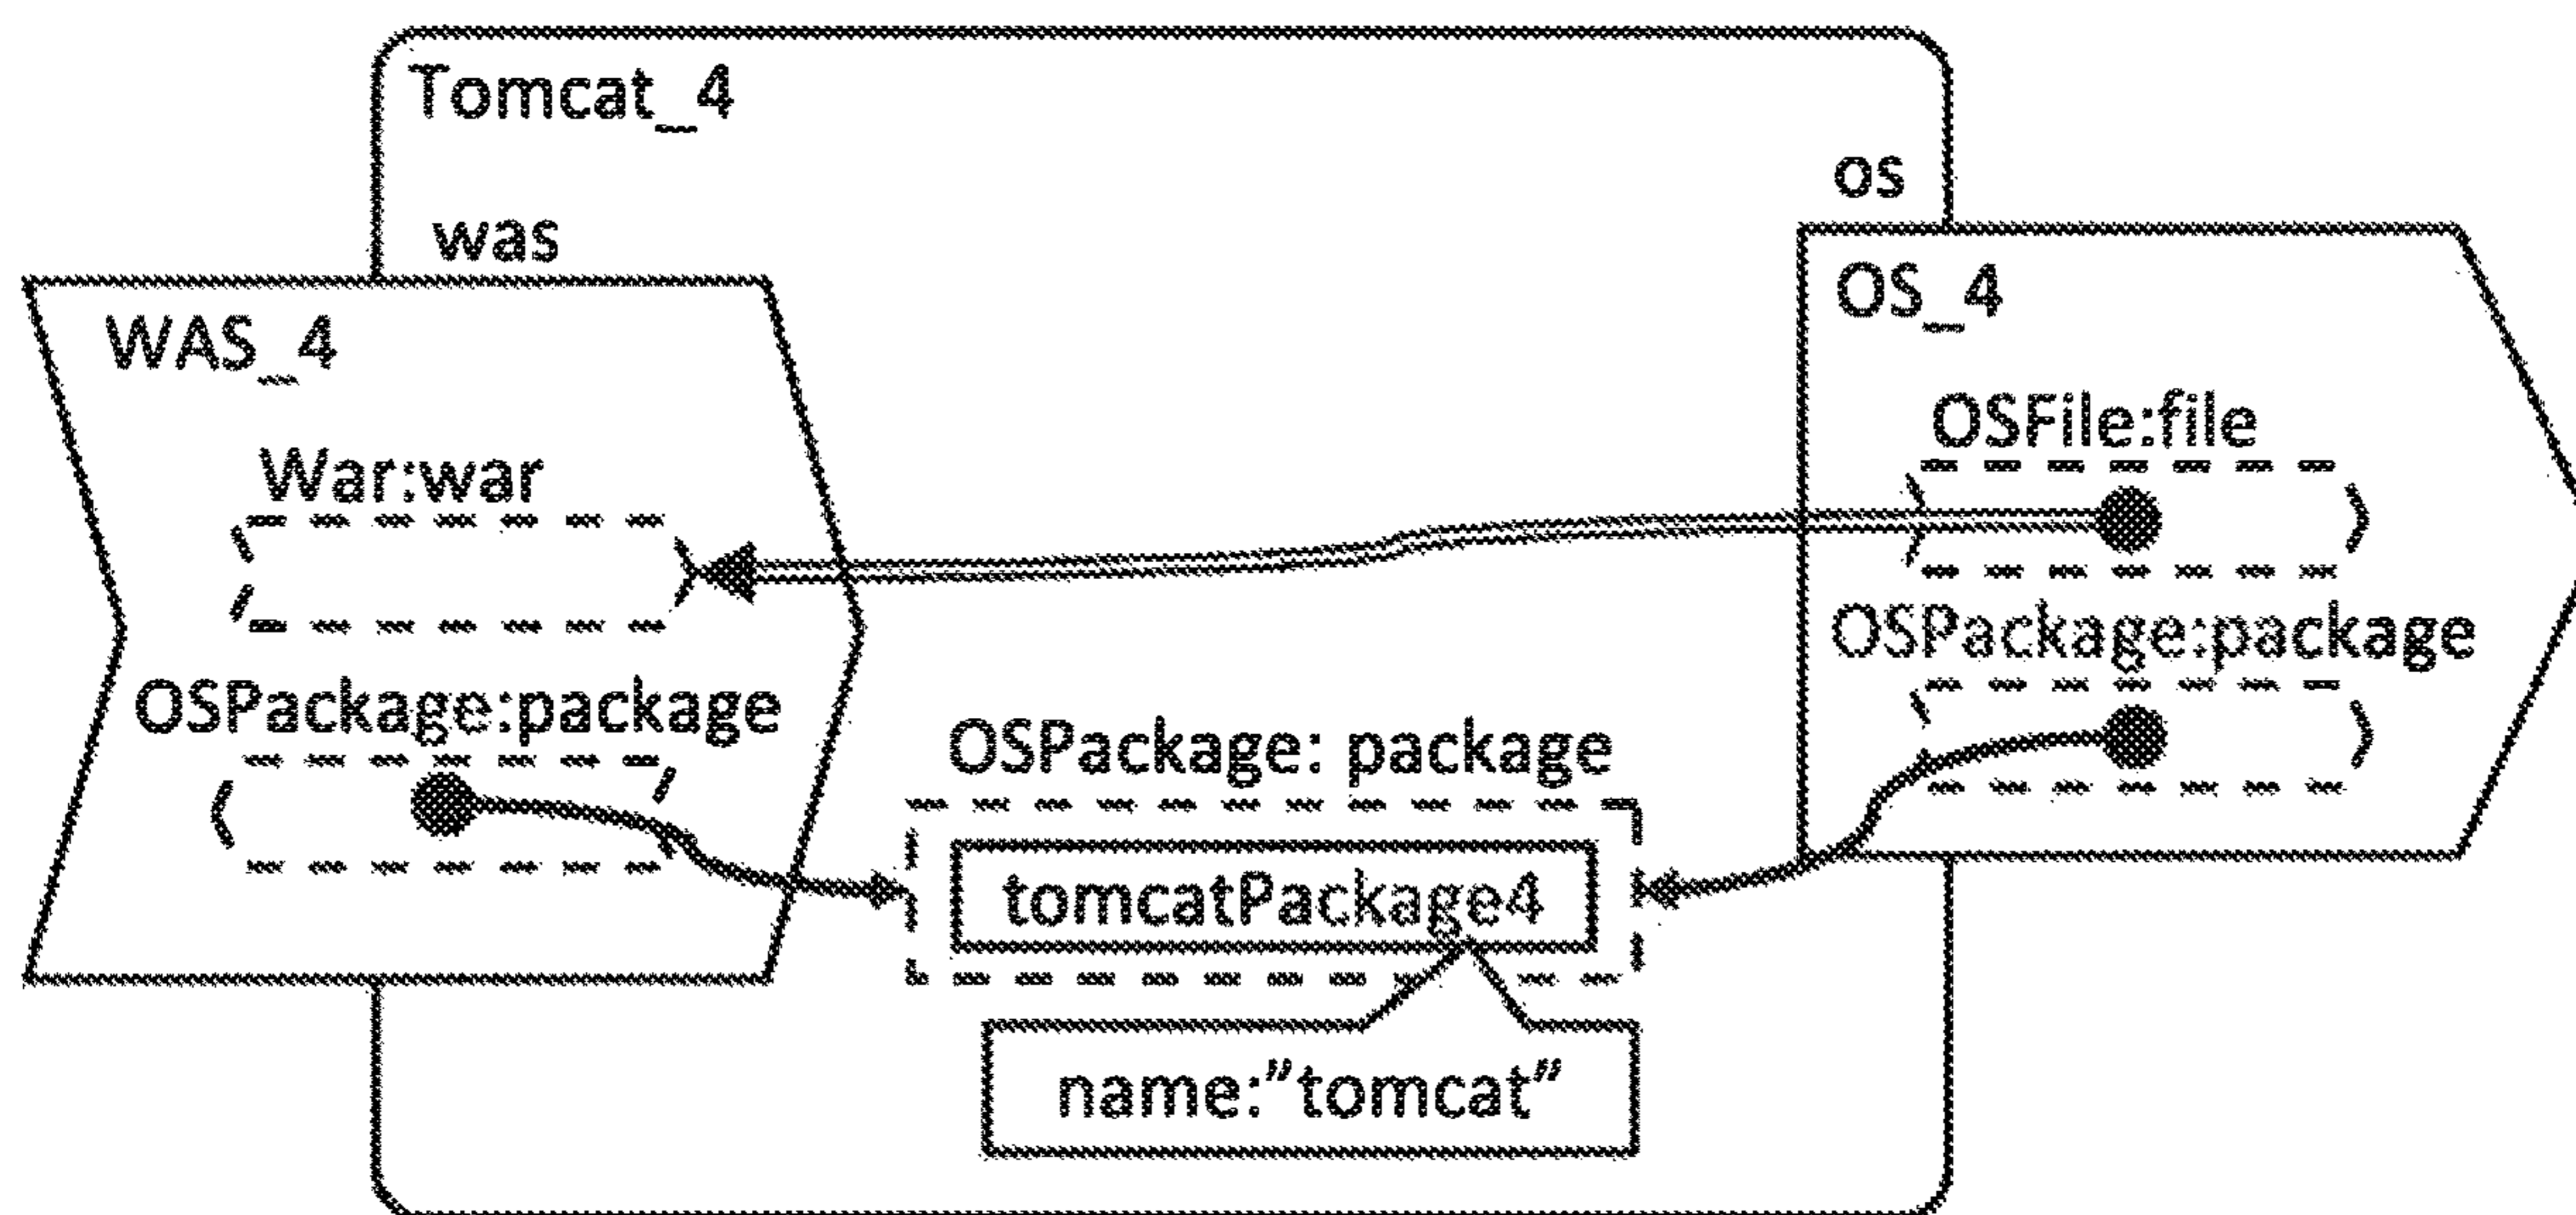 Tomcat_4
os
was
OS_4
WAS_4
OSFile:file
War:war
OSPackage:package
OSPackage:package
OSPackage: package
tomcatPackage4
name:”tomcat”